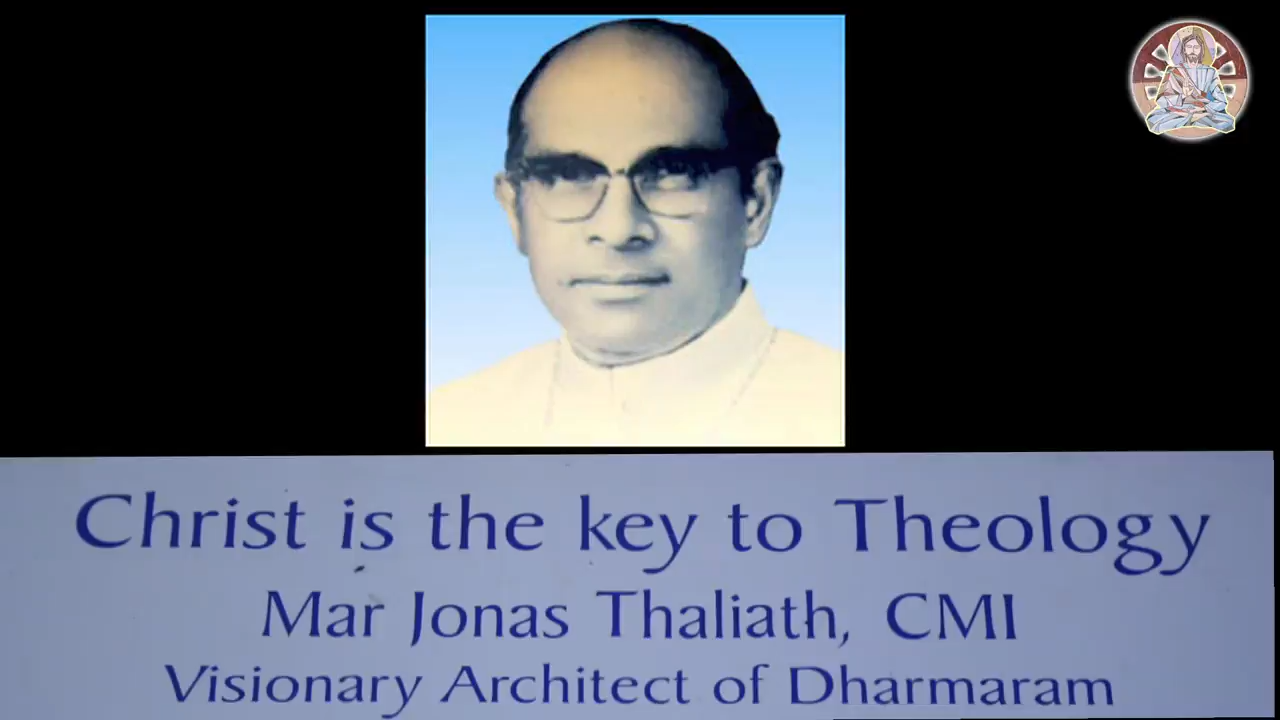 Christ is the key to Theology
Mar Jonas Thaliath, CMI
Visionary Architect of Dharmaram